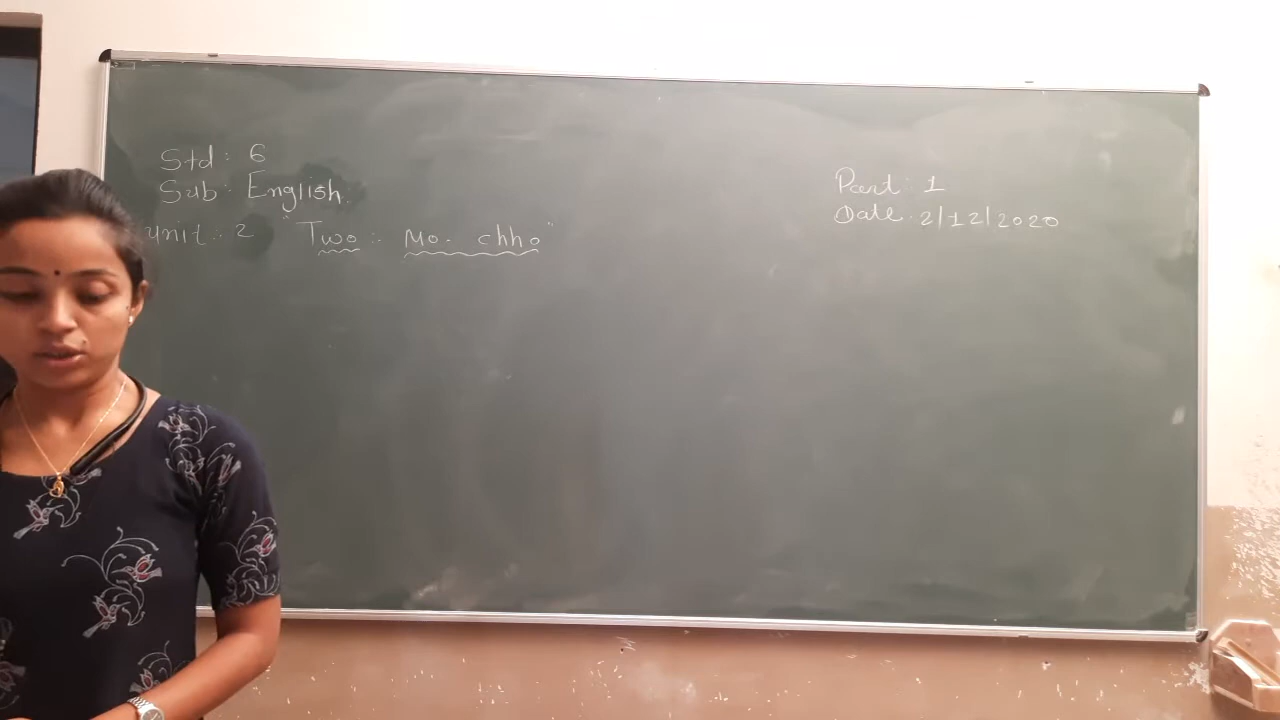 Std : 6
Sub : English.
Unit : 2 "Two : Mo. chho"
Part : 1
Date : 2/12/2020